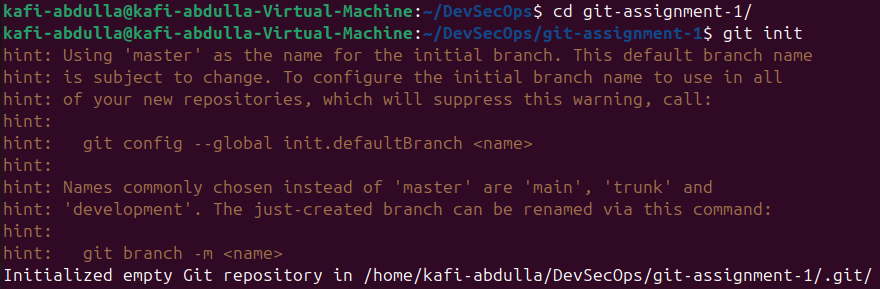 kafi-abdulla@kafi-abdulla-Virtual-Machine:~/DevSecOps$ cd git-assignment-1/
kafi-abdulla@kafi-abdulla-Virtual-Machine:~/DevSecOps/git-assignment-1$ git init
hint: Using 'master' as the name for the initial branch. This default branch name
hint: is subject to change. To configure the initial branch name to use in all
hint: of your new repositories, which will suppress this warning, call:
hint:
hint:   git config --global init.defaultBranch <name>
hint:
hint: Names commonly chosen instead of 'master' are 'main', 'trunk' and
hint: 'development'. The just-created branch can be renamed via this command:
hint:
hint:   git branch -m <name>
Initialized empty Git repository in /home/kafi-abdulla/DevSecOps/git-assignment-1/.git/